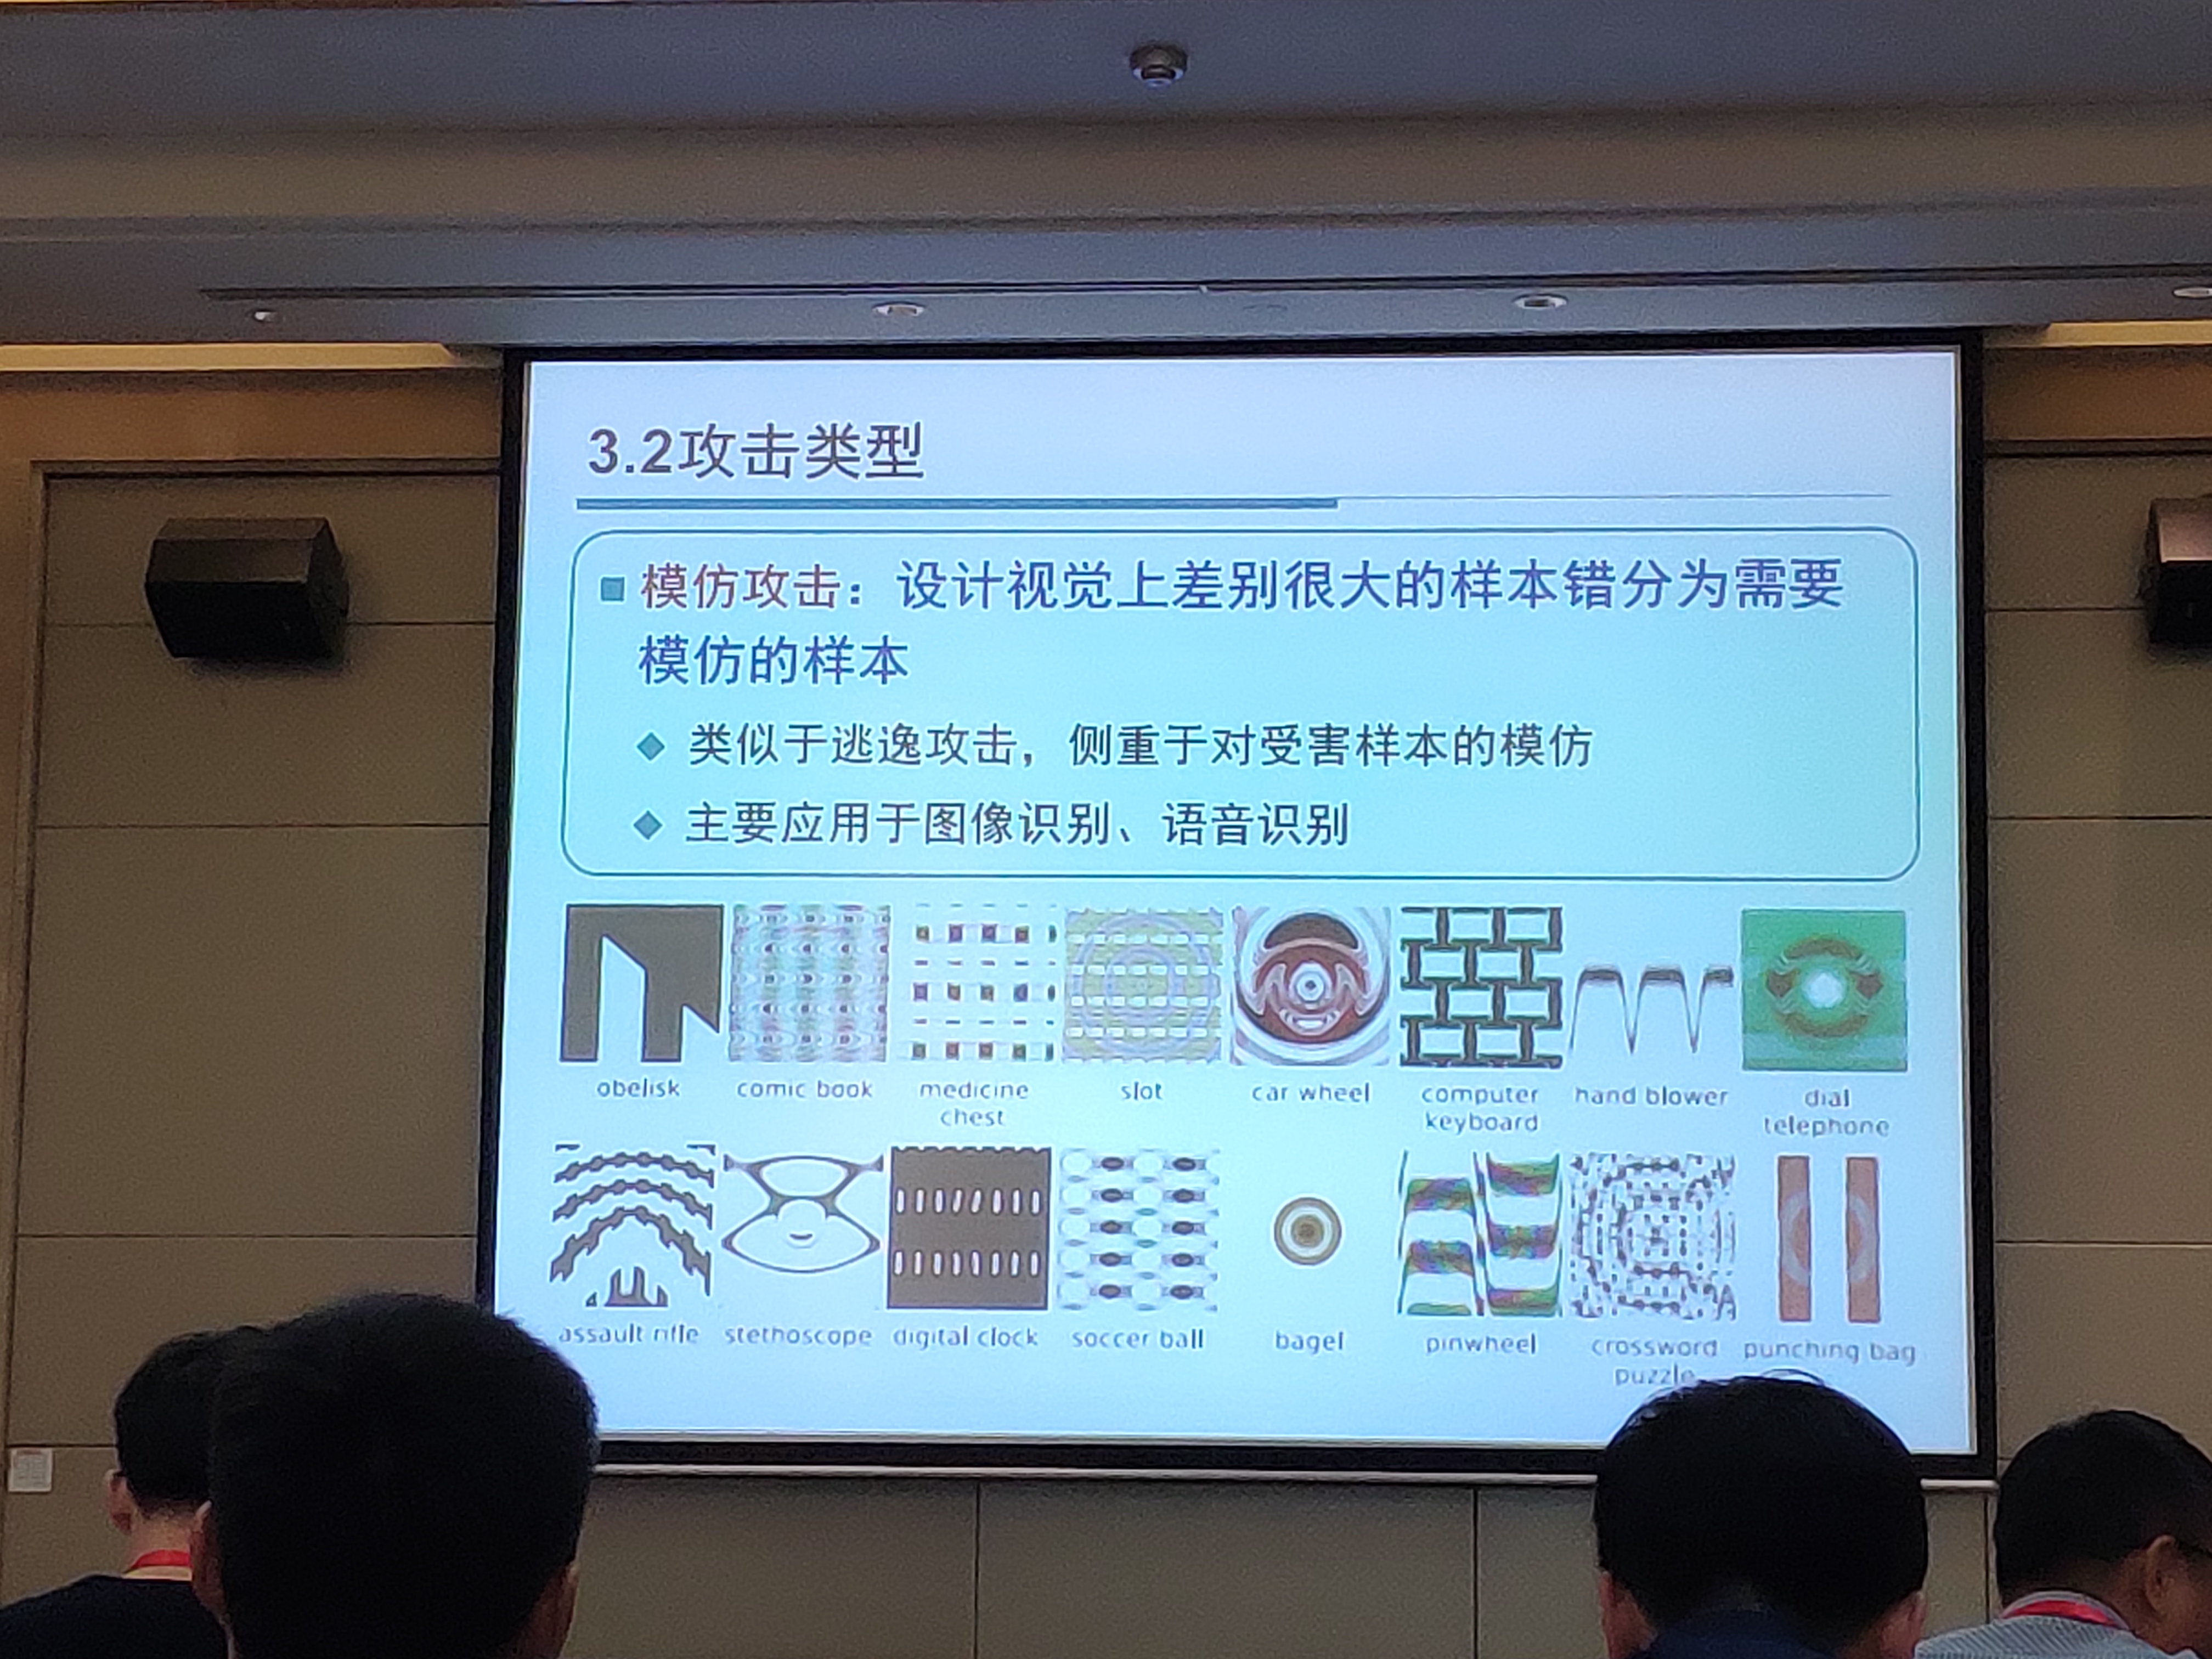 3.2攻击类型
模仿攻击：设计视觉上差别很大的样本错分为需要
模仿的样本
类似于逃逸攻击，侧重于对受害样本的模仿
主要应用于图像识别、语音识别
obelisk
comic book
medicine
chest
slot
car wheel
computer
keyboard
hand blower
dial
telephone
assault rifle
stethoscope
digital clock
soccer ball
bagel
pinwheel
crossword
puzzle
punching bag